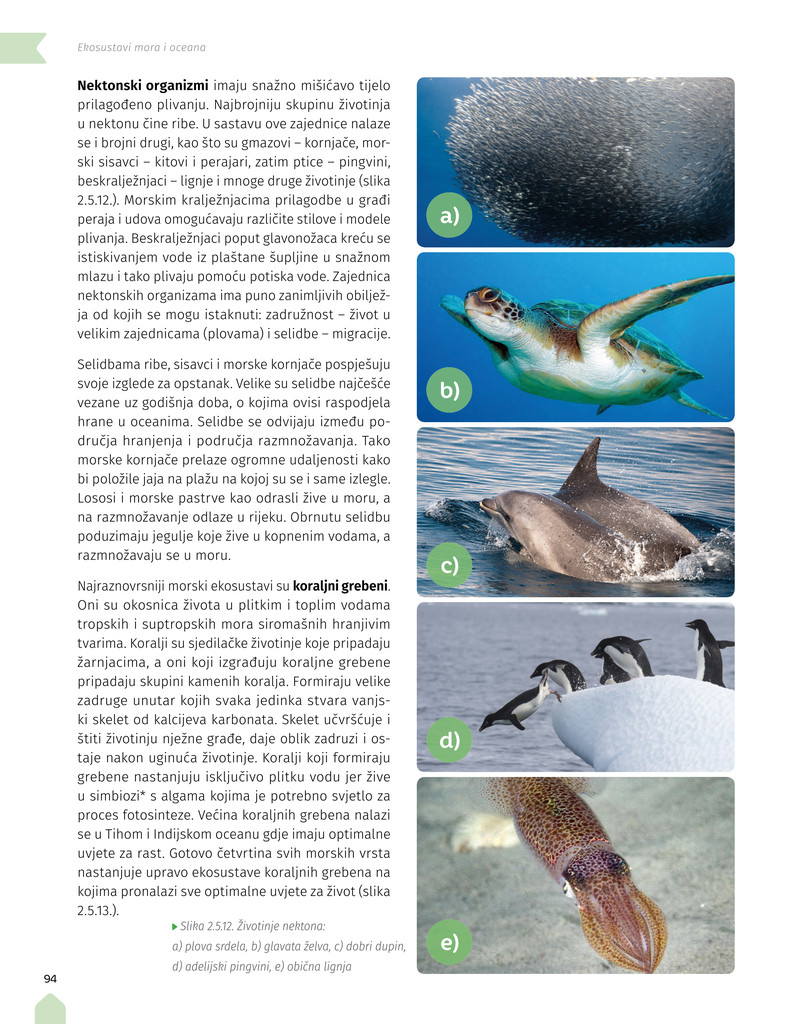 Ekosustavi mora i oceana
Nektonski organizmi imaju snažno mišićavo tijelo
prilagođeno plivanju. Najbrojniju skupinu životinja
u nektonu čine ribe. U sastavu ove zajednice nalaze
se i brojni drugi, kao što su gmazovi – kornjače, mor-
ski sisavci – kitovi i perajari, zatim ptice – pingvini,
beskralježnjaci – lignje i mnoge druge životinje (slika
2.5.12.). Morskim kralježnjacima prilagodbe u građi
peraja i udova omogućavaju različite stilove i modele
plivanja. Beskralježnjaci poput glavonožaca kreću se
istiskivanjem vode iz plaštane šupljine u snažnom
mlazu i tako plivaju pomoću potiska vode. Zajednica
nektonskih organizama ima puno zanimljivih obiljež-
ja od kojih se mogu istaknuti: zadružnost – život u
velikim zajednicama (plovama) i selidbe – migracije.
Selidbama ribe, sisavci i morske kornjače pospješuju
svoje izglede za opstanak. Velike su selidbe najčešće
vezane uz godišnja doba, o kojima ovisi raspodjela
hrane u oceanima. Selidbe se odvijaju između po-
dručja hranjenja i područja razmnožavanja. Tako
morske kornjače prelaze ogromne udaljenosti kako
bi položile jaja na plažu na kojoj su se i same izlegle.
Lososi i morske pastrve kao odrasli žive u moru, a
na razmnožavanje odlaze u rijeku. Obrnutu selidbu
poduzimaju jegulje koje žive u kopnenim vodama, a
razmnožavaju se u moru.
Najraznovrsniji morski ekosustavi su koraljni grebeni.
Oni su okosnica života u plitkim i toplim vodama
tropskih i suptropskih mora siromašnih hranjivim
tvarima. Koralji su sjedilačke životinje koje pripadaju
žarnjacima, a oni koji izgrađuju koraljne grebene
pripadaju skupini kamenih koralja. Formiraju velike
zadruge unutar kojih svaka jedinka stvara vanjs-
ki skelet od kalcijeva karbonata. Skelet učvršćuje i
štiti životinju nježne građe, daje oblik zadruzi i os-
taje nakon uginuća životinje. Koralji koji formiraju
grebene nastanjuju isključivo plitku vodu jer žive
u simbiozi* s algama kojima je potrebno svjetlo za
proces fotosinteze. Većina koraljnih grebena nalazi
se u Tihom i Indijskom oceanu gdje imaju optimalne
uvjete za rast. Gotovo četvrtina svih morskih vrsta
nastanjuje upravo ekosustave koraljnih grebena na
kojima pronalazi sve optimalne uvjete za život (slika
2.5.13.).
Slika 2.5.12. Životinje nektona:
a) plova srdela, b) glavata želva, c) dobri dupin,
d) adelijski pingvini, e) obična lignja
a)
b)
c)
d)
e)
94